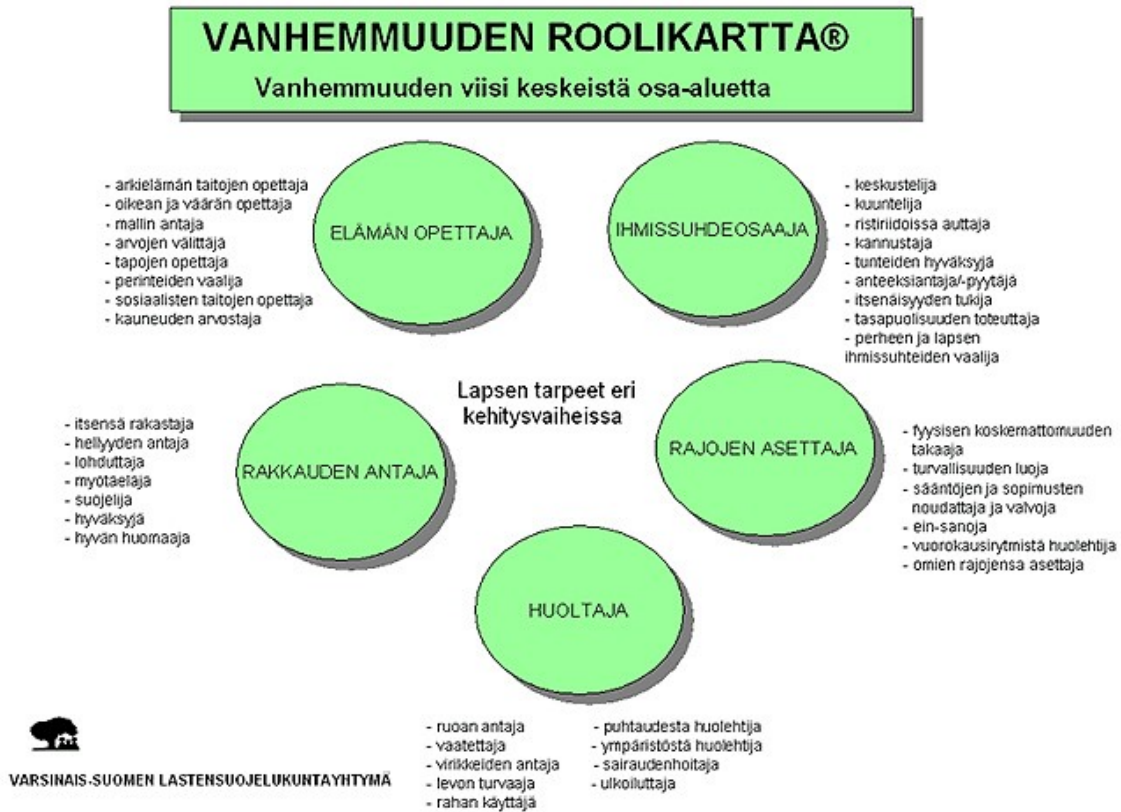 VANHEMMUUDEN ROOLIKARTTA®
Vanhemmuuden viisi keskeistä osa-aluetta
ELÄMÄN OPETTAJA
- arkielämän taitojen opettaja
- oikean ja väärän opettaja
- mallin antaja
- arvojen välittäja
- tapojen opettaja
- perinteiden vaalija
- sosiaalisten taitojen opettaja
- kauneuden arvostaja
IHMISSUHDEOSAAJA
- keskustelija
- kuuntelija
- ristiriidoissa auttaja
- kannustaja
- tunteiden hyväksyjä
- anteeksiantaja/-pyytäjä
- itsenäisyyden tukija
- tasapuolisuuden toteuttaja
- perheen ja lapsen
ihmissuhteiden vaalija
Lapsen tarpeet eri
kehitysvaiheissa
RAKKAUDEN ANTAJA
- itsensä rakastaja
- hellyyden antaja
- lohduttaja
- myötäeläjä
- suojelija
- hyväksyjä
- hyvän huomaaja
RAJOJEN ASETTAJA
- fyysisen koskemattomuuden
takaaja
- turvallisuuden luoja
- sääntöjen ja sopimusten
noudattaja ja valvoja
- ein-sanoja
- vuorokausirytmistä huolehtija
- omien rajojensa asettaja
HUOLTAJA
- ruoan antaja
- vaatettaja
- virikkeiden antaja
- levon turvaaja
- rahan käyttäjä
- puhtaudesta huolehtija
- ympäristöstä huolehtija
- sairaudenhoitaja
- ulkoiluttaja
VARSINAIS-SUOMEN LASTENSUOJELUKUNTAYHTYMÄ